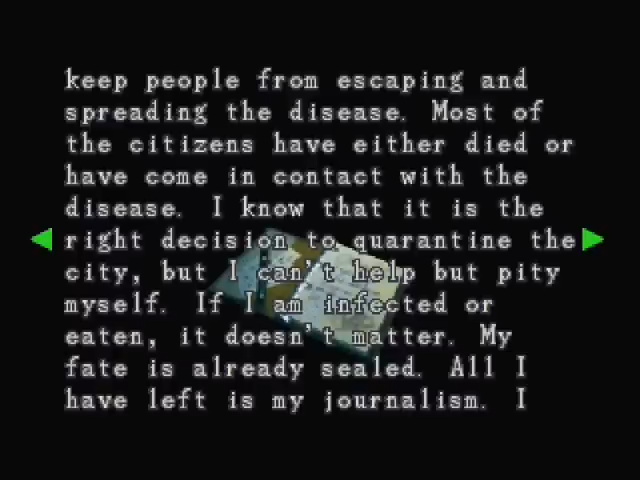 keep people from escaping and
spreading the disease. Most of
the citizens have either died or
have come in contact with the
disease. I know that it is the
right decision to quarantine the
city, but I can't help but pity
myself. If I am infected or
eaten, it doesn't matter. My
fate is already sealed. All I
have left is my journalism. I